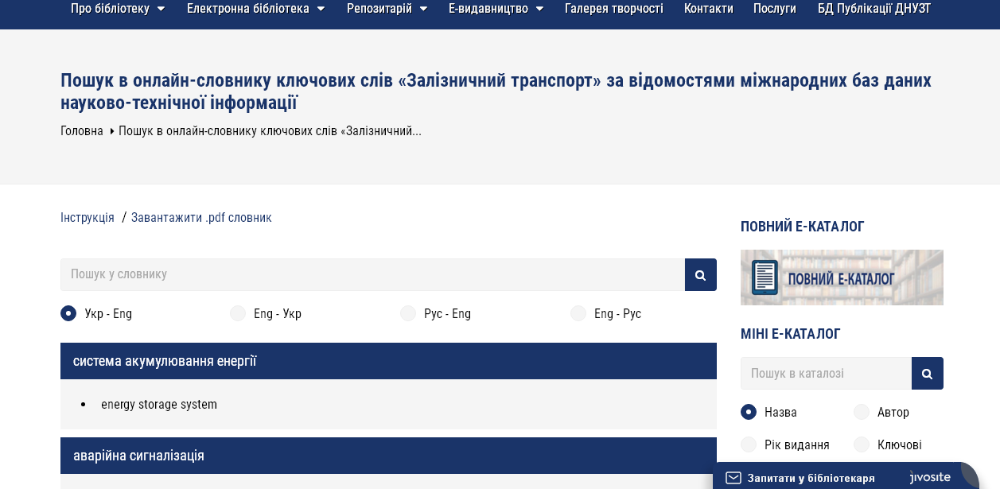 Про бібліотеку Електронна бібліотека Репозитарій Е-видавництво Галерея творчості Контакти Послуги БД Публікації ДНУЗТ
Пошук в онлайн-словнику ключових слів «Залізничний транспорт» за відомостями міжнародних баз даних
науково-технічної інформації
Головна Пошук в онлайн-словнику ключових слів «Залізничний...
Інструкція / Завантажити .pdf словник
Пошук у словнику
Укр - Eng Eng - Укр Рус - Eng Eng - Рус
система акумулювання енергії
energy storage system
аварійна сигналізація
ПОВНИЙ Е-КАТАЛОГ
ПОВНИЙ Е-КАТАЛОГ
МІНІ Е-КАТАЛОГ
Пошук в каталозі
Назва Автор
Рік видання Ключові
Запитати у бібліотекаря jivosite